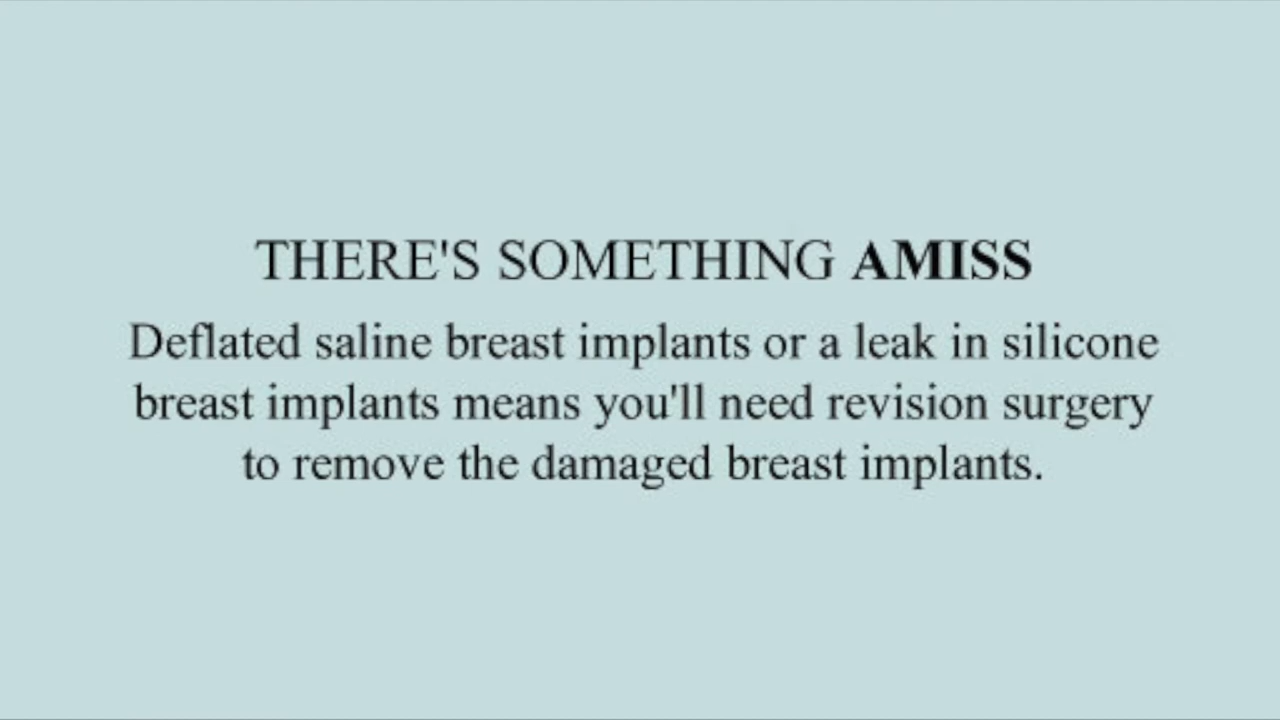 THERE'S SOMETHING AMISS
Deflated saline breast implants or a leak in silicone
breast implants means you'll need revision surgery
to remove the damaged breast implants.